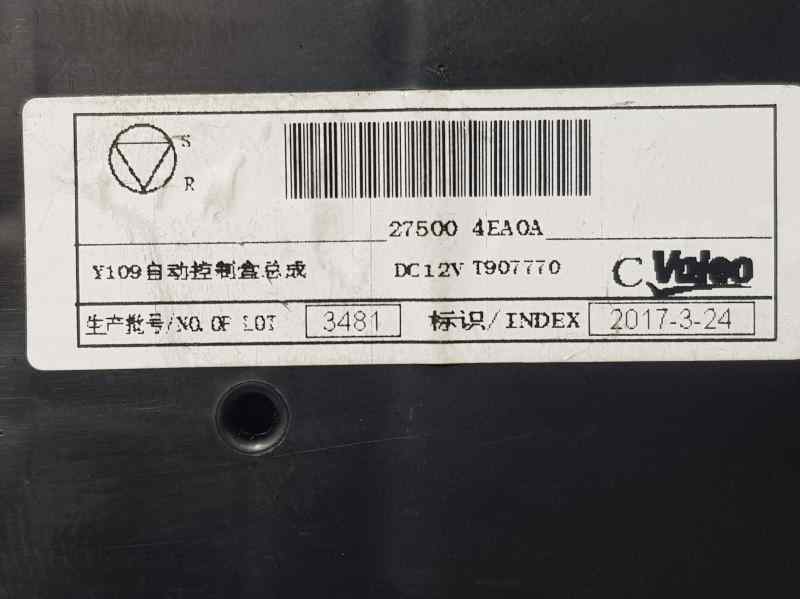 S
R
27500 4EA0A
Y109自动控制盒总成 DC12V T907770 C Valeo
生产批号/NO. OF LOT 3481 标识/INDEX 2017-3-24